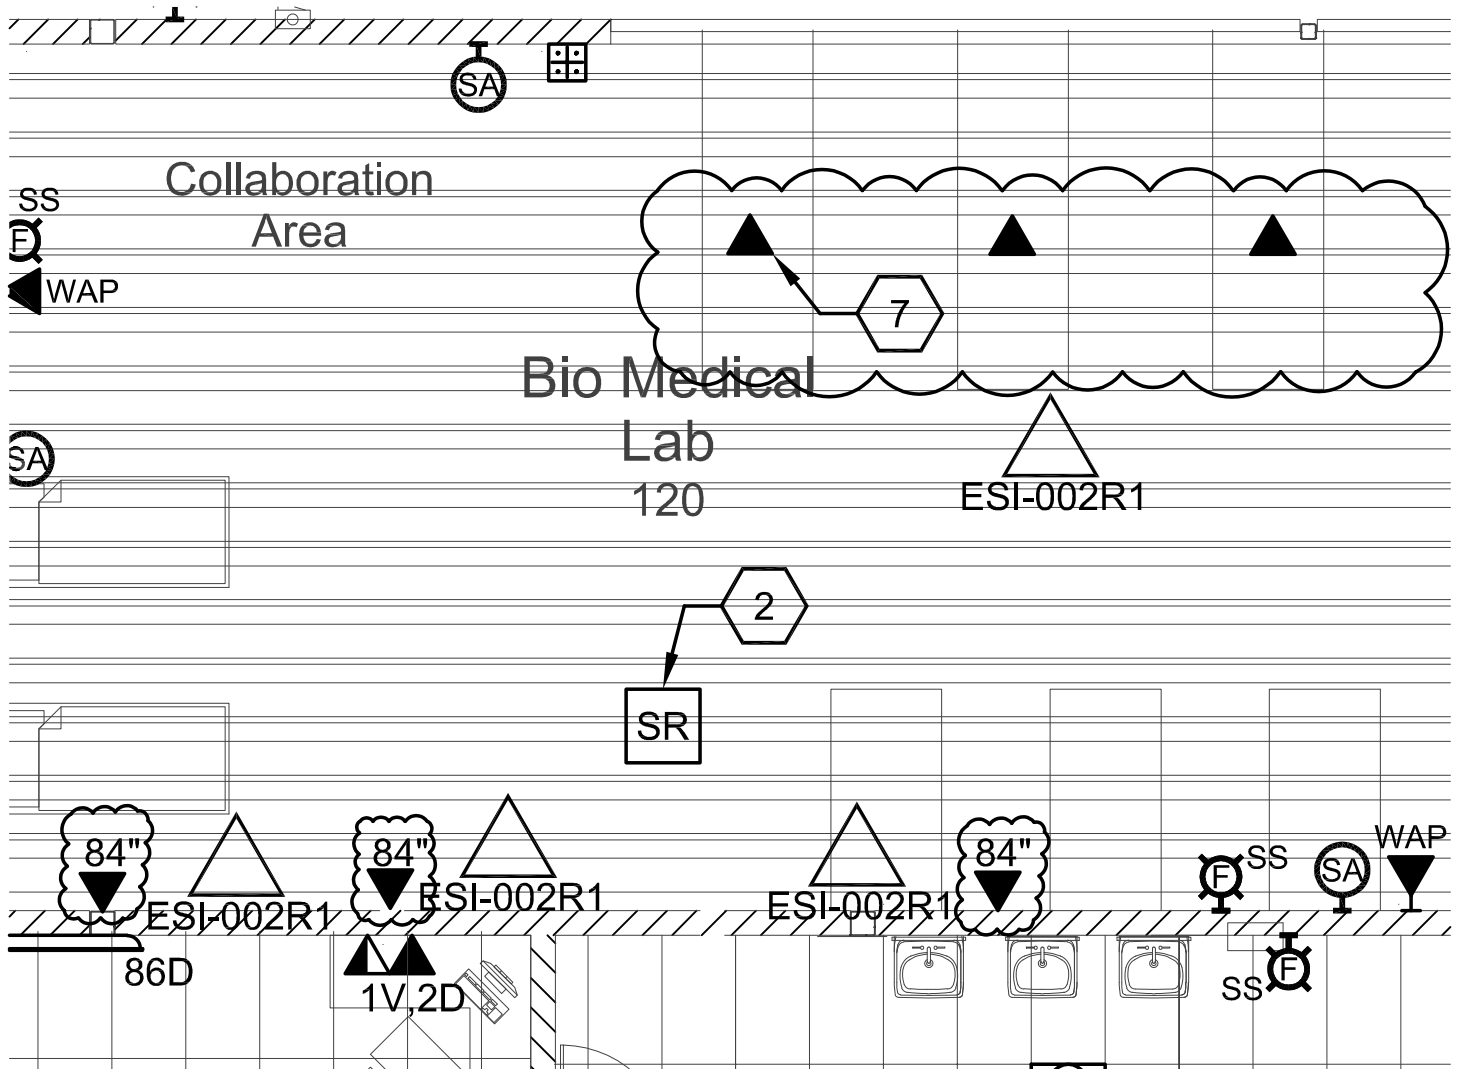 SA
Collaboration
Area
SS
F
WAP
7
Bio Medical
Lab
120
SA
ESI-002R1
2
SR
84"
84"
84"
ESI-002R1
ESI-002R1
ESI-002R1
F
SS
SA
WAP
86D
1V,2D
SS
F